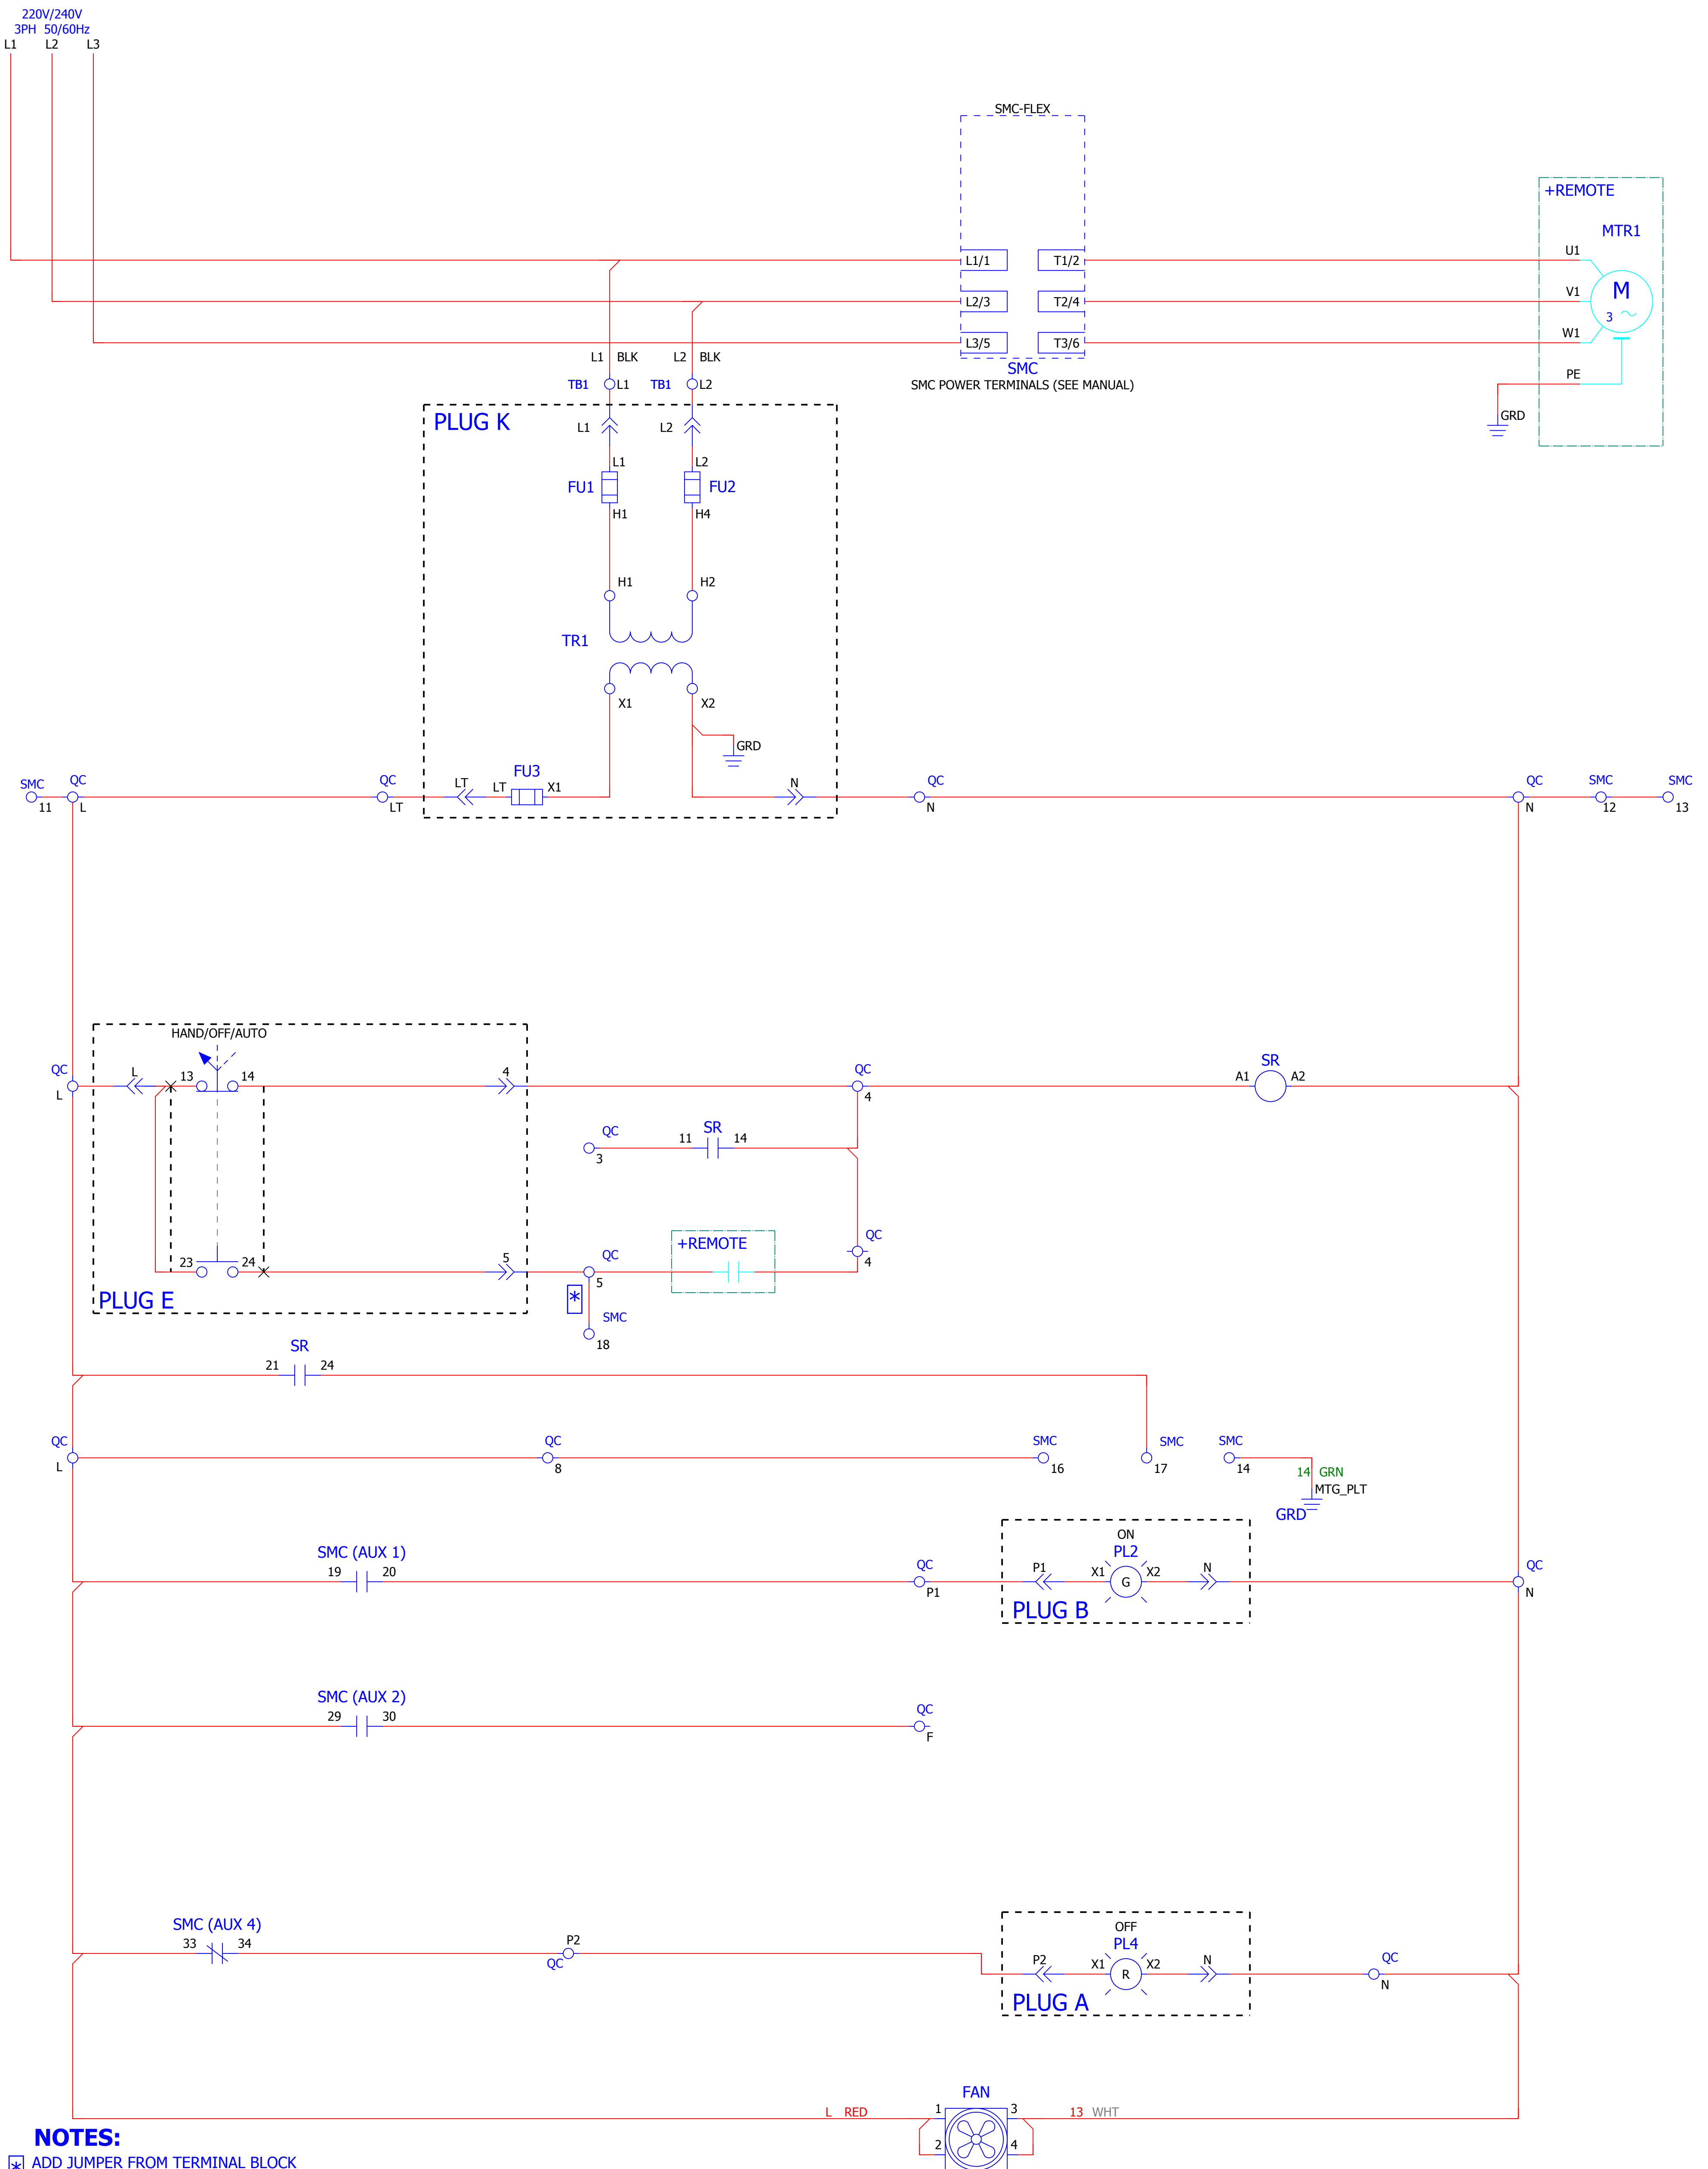 220V/240V
3PH 50/60Hz
L1 L2 L3
SMC-FLEX
+REMOTE
MTR1
L1/1 T1/2 U1
L2/3 T2/4 V1 M
3
L3/5 T3/6 W1
L1 BLK L2 BLK
SMC
TB1 L1 TB1 L2
SMC POWER TERMINALS (SEE MANUAL)
PE
GRD
PLUG K
L1 L2
L1 L2
FU1 FU2
H1 H4
H1 H2
TR1
X1 X2
GRD
FU3
SMC QC QC LT LT X1 N QC QC SMC SMC
11 L LT N N 12 13
HAND/OFF/AUTO
QC L 13 14 4 QC A1 SR A2
L 4
QC 11 SR 14
3
+REMOTE QC
23 24 5 QC 4
5
*
PLUG E
SMC
18
SR
21 24
QC QC SMC SMC SMC
L 8 16 17 14
14 GRN
MTG_PLT
GRD
ON
PL2
SMC (AUX 1)
19 20 QC P1 X1 G X2 N QC
P1 N
PLUG B
SMC (AUX 2)
29 30 QC
F
OFF
PL4
SMC (AUX 4)
33 34 P2 P2 X1 R X2 N QC
QC N
PLUG A
FAN
L RED 1 3 13 WHT
2 4
NOTES:
* ADD JUMPER FROM TERMINAL BLOCK